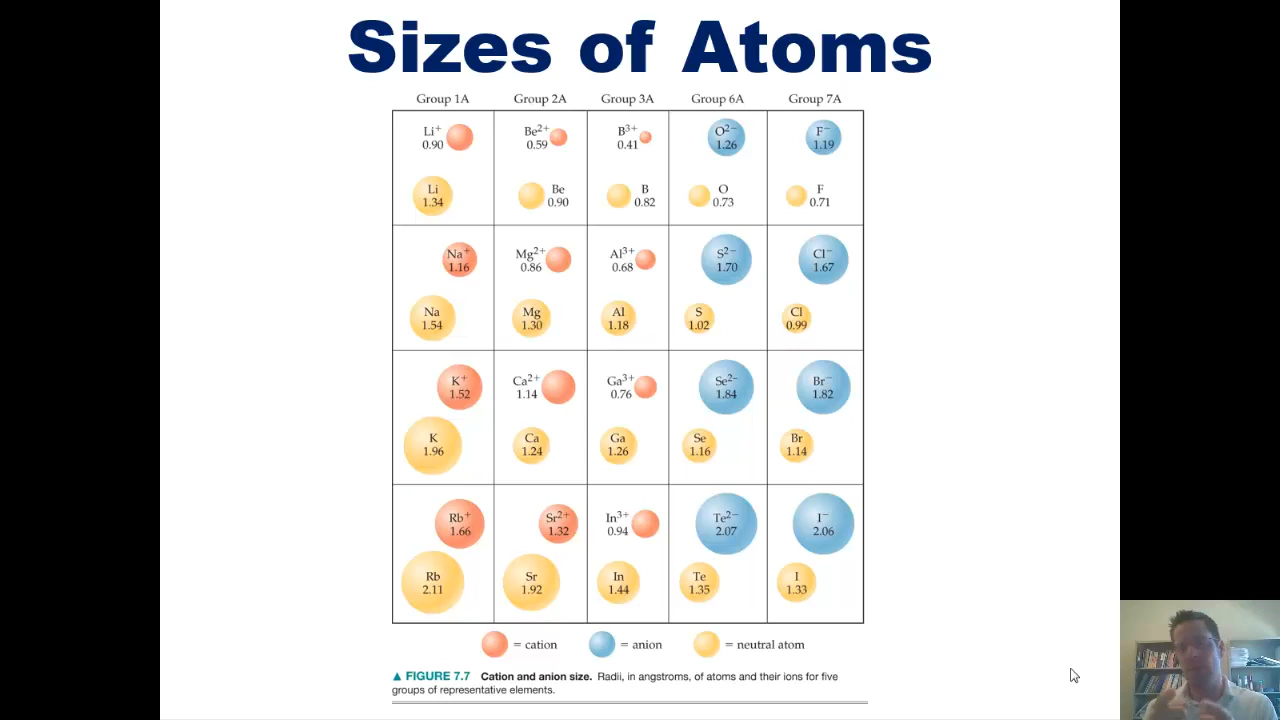 Sizes of Atoms
Group 1A Group 2A Group 3A Group 6A Group 7A
Li+ Be2+ B3+ O2− F−
0.90 0.59 0.41 1.26 1.19
Li Be B O F
1.34 0.90 0.82 0.73 0.71
Na+ Mg2+ Al3+ S2− Cl−
1.16 0.86 0.68 1.70 1.67
Na Mg Al S Cl
1.54 1.30 1.18 1.02 0.99
K+ Ca2+ Ga3+ Se2− Br−
1.52 1.14 0.76 1.84 1.82
K Ca Ga Se Br
1.96 1.24 1.26 1.16 1.14
Rb+ Sr2+ In3+ Te2− I−
1.66 1.32 0.94 2.07 2.06
Rb Sr In Te I
2.11 1.92 1.44 1.35 1.33
= cation = anion = neutral atom
▲ FIGURE 7.7 Cation and anion size. Radii, in angstroms, of atoms and their ions for five
groups of representative elements.